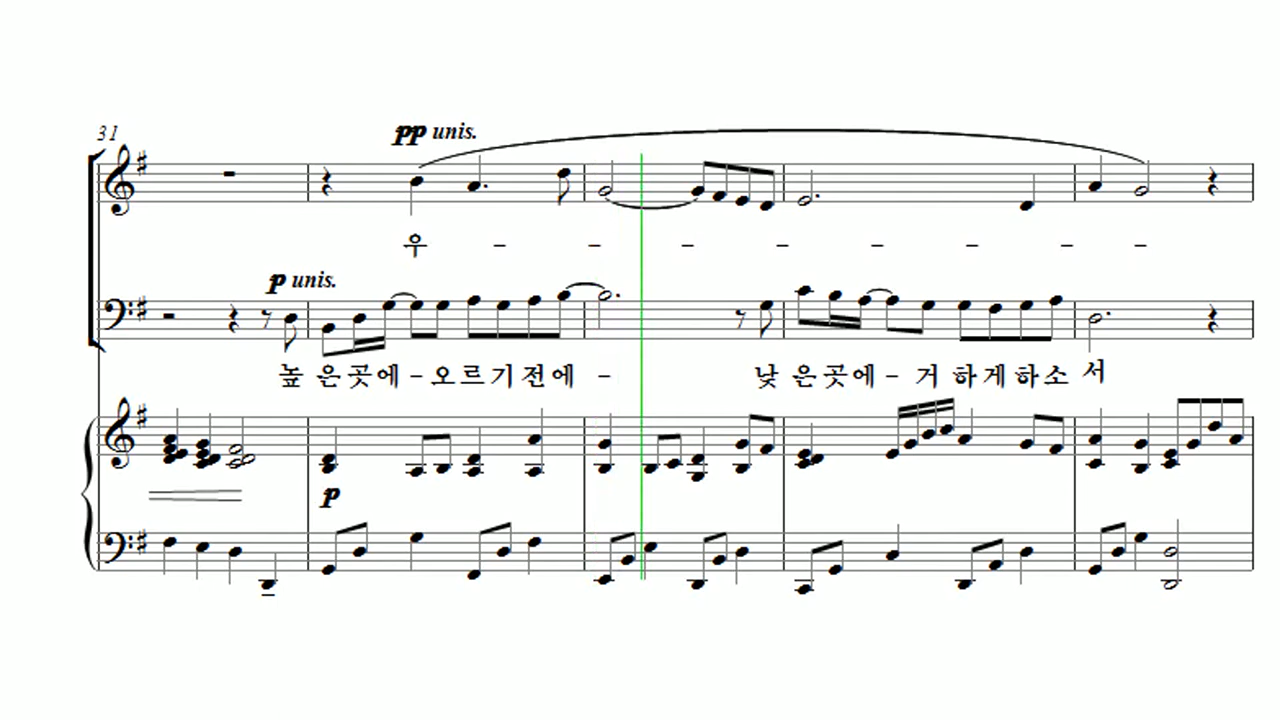 31
pp unis.
우 - - - - - - - -
p unis.
높 은곳에-오르기전에 - 낮 은곳에-거 하게하소 서
p